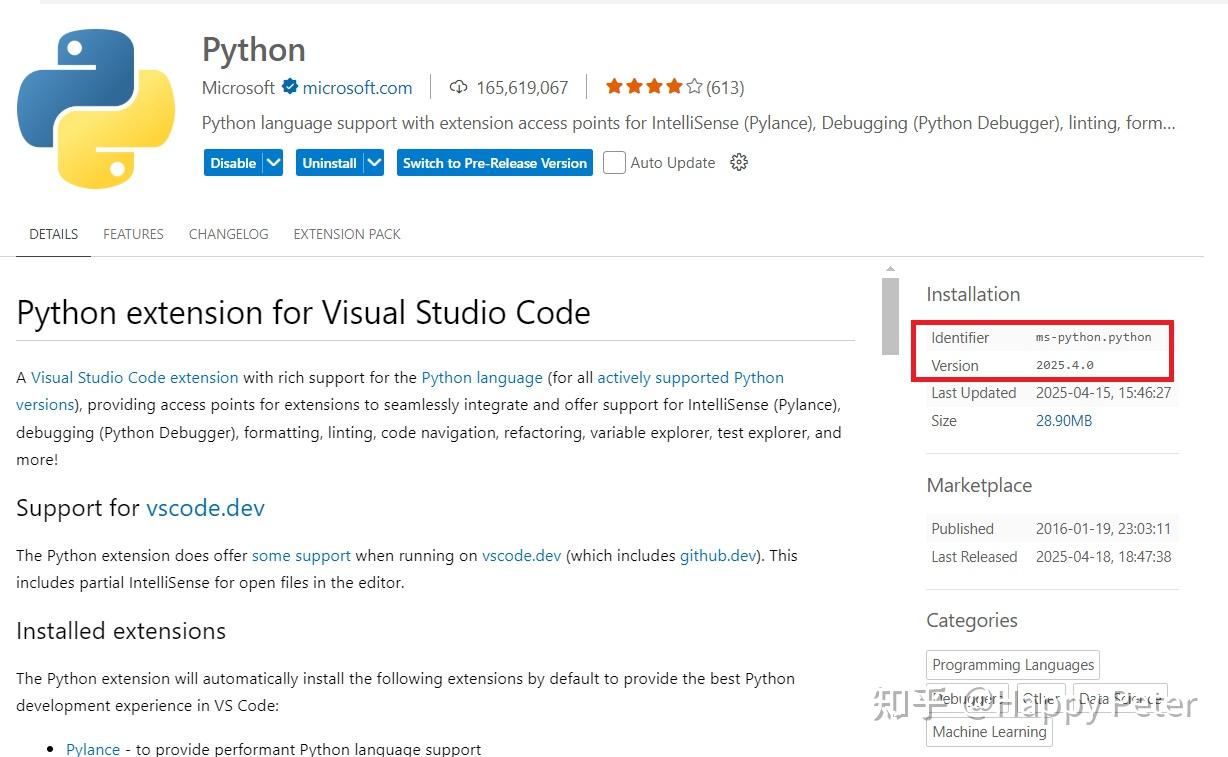 Python
Microsoft microsoft.com 165,619,067 (613)
Python language support with extension access points for IntelliSense (Pylance), Debugging (Python Debugger), linting, form...
Disable Uninstall Switch to Pre-Release Version Auto Update
DETAILS FEATURES CHANGELOG EXTENSION PACK
Python extension for Visual Studio Code
A Visual Studio Code extension with rich support for the Python language (for all actively supported Python
versions), providing access points for extensions to seamlessly integrate and offer support for IntelliSense (Pylance),
debugging (Python Debugger), formatting, linting, code navigation, refactoring, variable explorer, test explorer, and
more!
Support for vscode.dev
The Python extension does offer some support when running on vscode.dev (which includes github.dev). This
includes partial IntelliSense for open files in the editor.
Installed extensions
The Python extension will automatically install the following extensions by default to provide the best Python
development experience in VS Code:
• Pylance - to provide performant Python language support
Installation
Identifier ms-python.python
Version 2025.4.0
Last Updated 2025-04-15, 15:46:27
Size 28.90MB
Marketplace
Published 2016-01-19, 23:03:11
Last Released 2025-04-18, 18:47:38
Categories
Programming Languages
Debuggers Other Data Science
Machine Learning
知乎 @Happy Peter